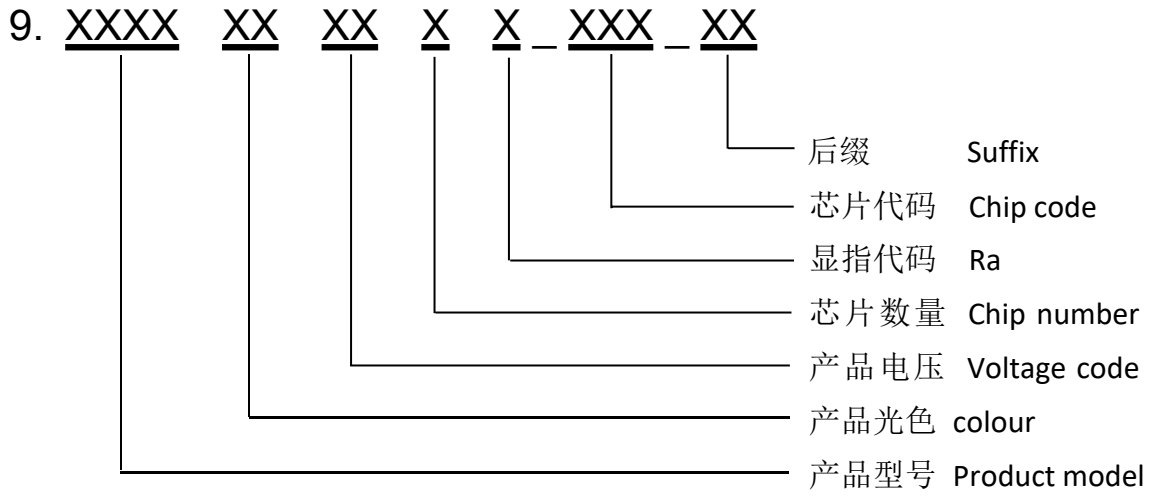 9. XXXX XX XX X X _ XXX _ XX
后缀 Suffix
芯片代码 Chip code
显指代码 Ra
芯片数量 Chip number
产品电压 Voltage code
产品光色 colour
产品型号 Product model